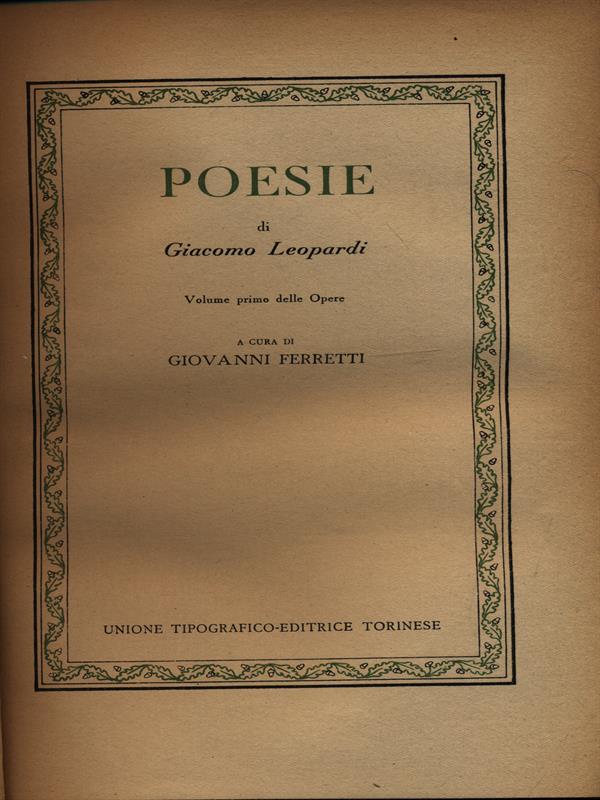 POESIE
di
Giacomo Leopardi
Volume primo delle Opere
A CURA DI
GIOVANNI FERRETTI
UNIONE TIPOGRAFICO-EDITRICE TORINESE